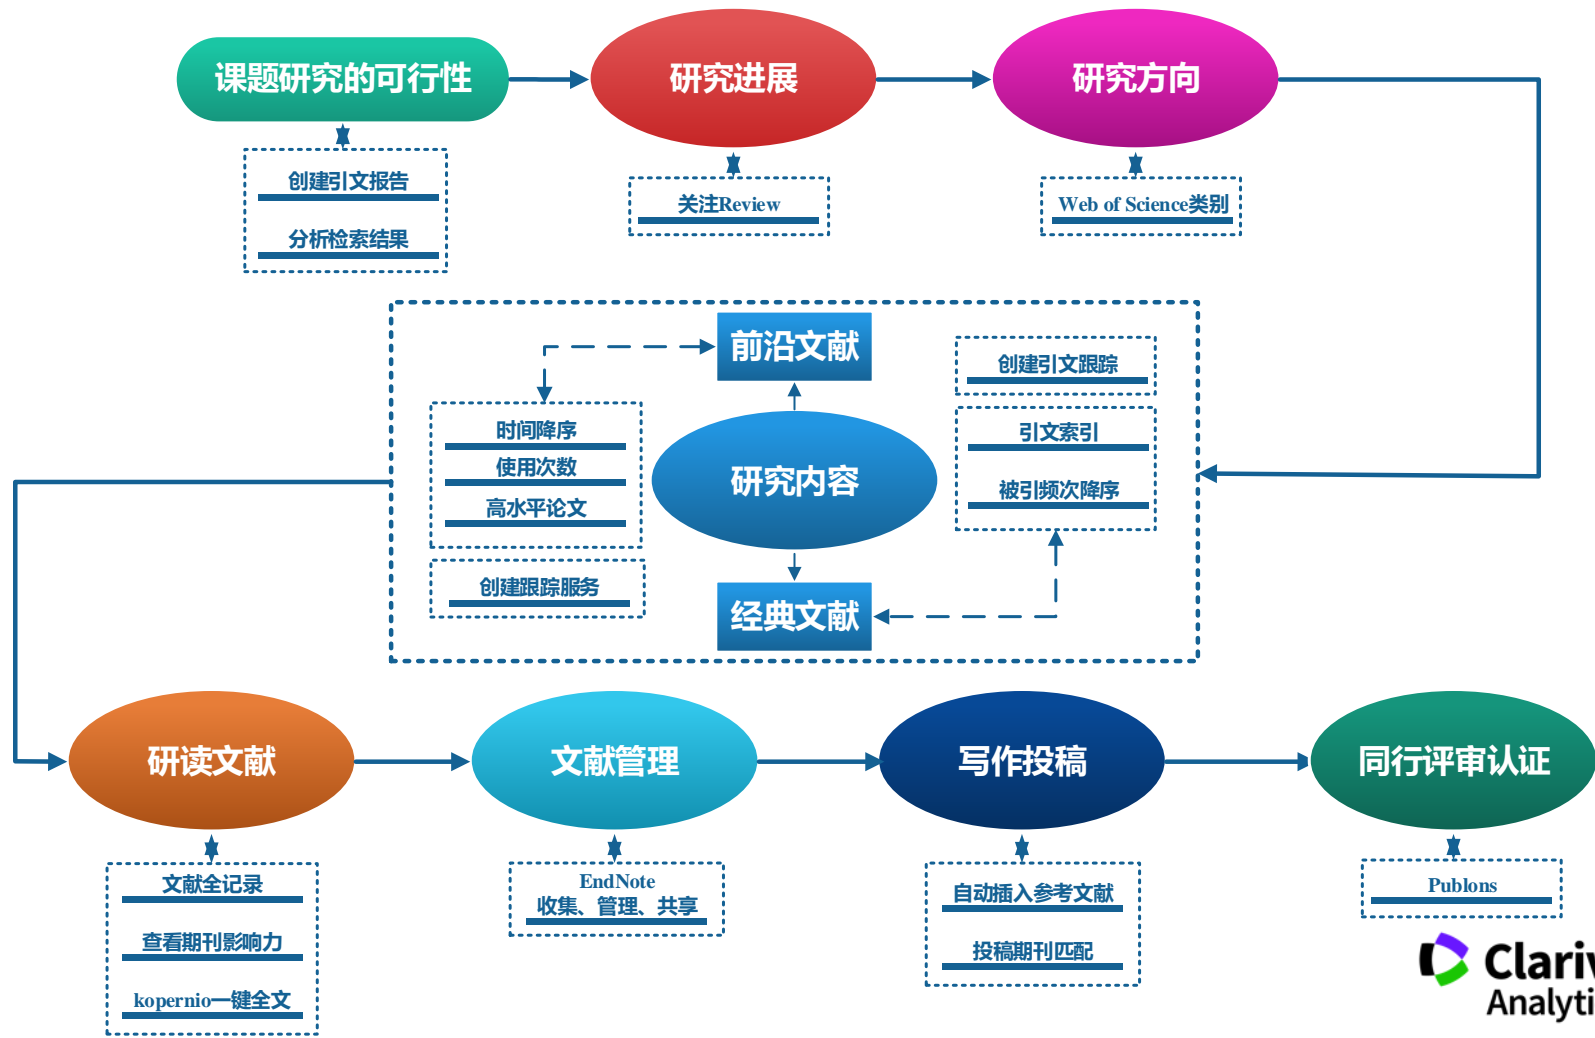 课题研究的可行性
研究进展
研究方向
创建引文报告
分析检索结果
关注Review
Web of Science类别
前沿文献
时间降序
使用次数
高水平论文
创建跟踪服务
研究内容
创建引文跟踪
引文索引
被引频次降序
经典文献
研读文献
文献管理
写作投稿
同行评审认证
文献全记录
查看期刊影响力
kopernio一键全文
EndNote
收集、管理、共享
自动插入参考文献
投稿期刊匹配
Publons
Clariv
Analyti